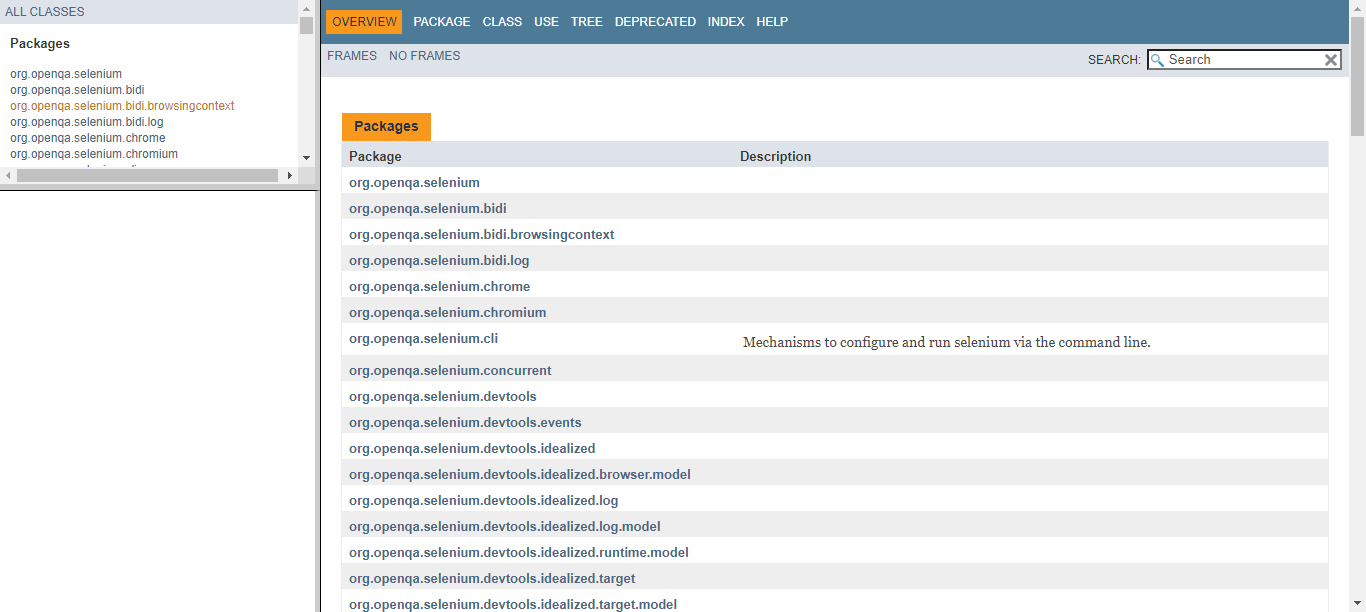 ALL CLASSES
Packages
org.openqa.selenium
org.openqa.selenium.bidi
org.openqa.selenium.bidi.browsingcontext
org.openqa.selenium.bidi.log
org.openqa.selenium.chrome
org.openqa.selenium.chromium
OVERVIEW PACKAGE CLASS USE TREE DEPRECATED INDEX HELP
FRAMES NO FRAMES
SEARCH: Search
Packages
Package Description
org.openqa.selenium
org.openqa.selenium.bidi
org.openqa.selenium.bidi.browsingcontext
org.openqa.selenium.bidi.log
org.openqa.selenium.chrome
org.openqa.selenium.chromium
org.openqa.selenium.cli Mechanisms to configure and run selenium via the command line.
org.openqa.selenium.concurrent
org.openqa.selenium.devtools
org.openqa.selenium.devtools.events
org.openqa.selenium.devtools.idealized
org.openqa.selenium.devtools.idealized.browser.model
org.openqa.selenium.devtools.idealized.log
org.openqa.selenium.devtools.idealized.log.model
org.openqa.selenium.devtools.idealized.runtime.model
org.openqa.selenium.devtools.idealized.target
org.openqa.selenium.devtools.idealized.target.model